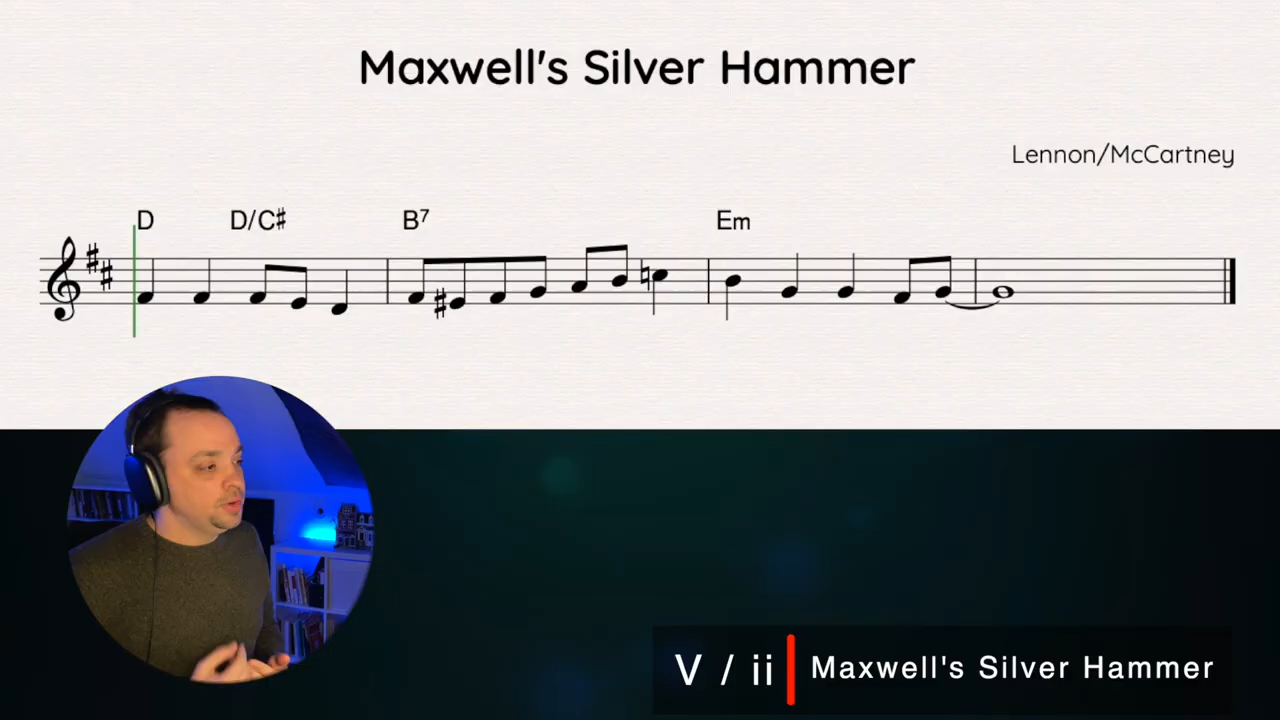 Maxwell's Silver Hammer
Lennon/McCartney
D D/C♯ B⁷ Em
V / ii Maxwell's Silver Hammer